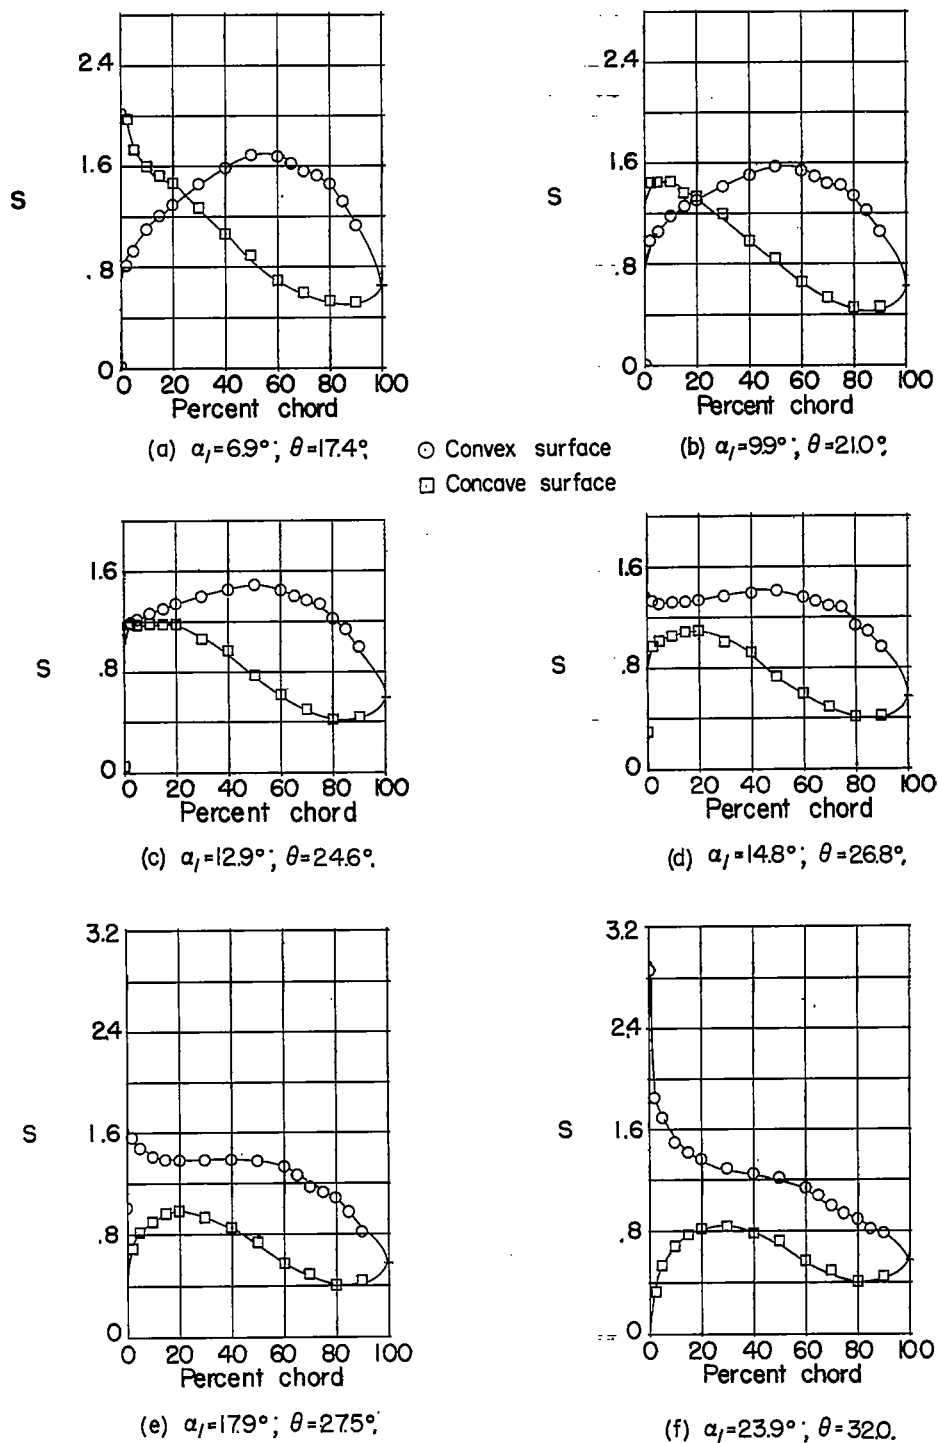 2.4
1.6
S
.8
0
0 20 40 60 80 100
Percent chord
(a) α₁=6.9°; θ=17.4°.
2.4
1.6
S
.8
0
0 20 40 60 80 100
Percent chord
(b) α₁=9.9°; θ=21.0°.
Convex surface
Concave surface
1.6
S
.8
0
0 20 40 60 80 100
Percent chord
(c) α₁=12.9°; θ=24.6°.
1.6
S
.8
0
0 20 40 60 80 100
Percent chord
(d) α₁=14.8°; θ=26.8°.
3.2
2.4
1.6
S
.8
0
0 20 40 60 80 100
Percent chord
(e) α₁=17.9°; θ=27.5°.
3.2
2.4
1.6
S
.8
0
0 20 40 60 80 100
Percent chord
(f) α₁=23.9°; θ=32.0.